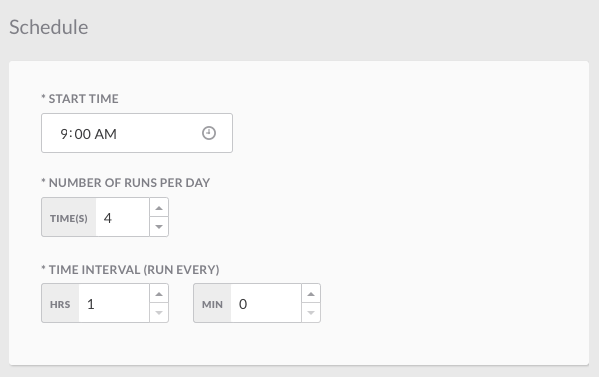 Schedule
* START TIME
9:00 AM
* NUMBER OF RUNS PER DAY
TIME(S) 4
* TIME INTERVAL (RUN EVERY)
HRS 1 MIN 0